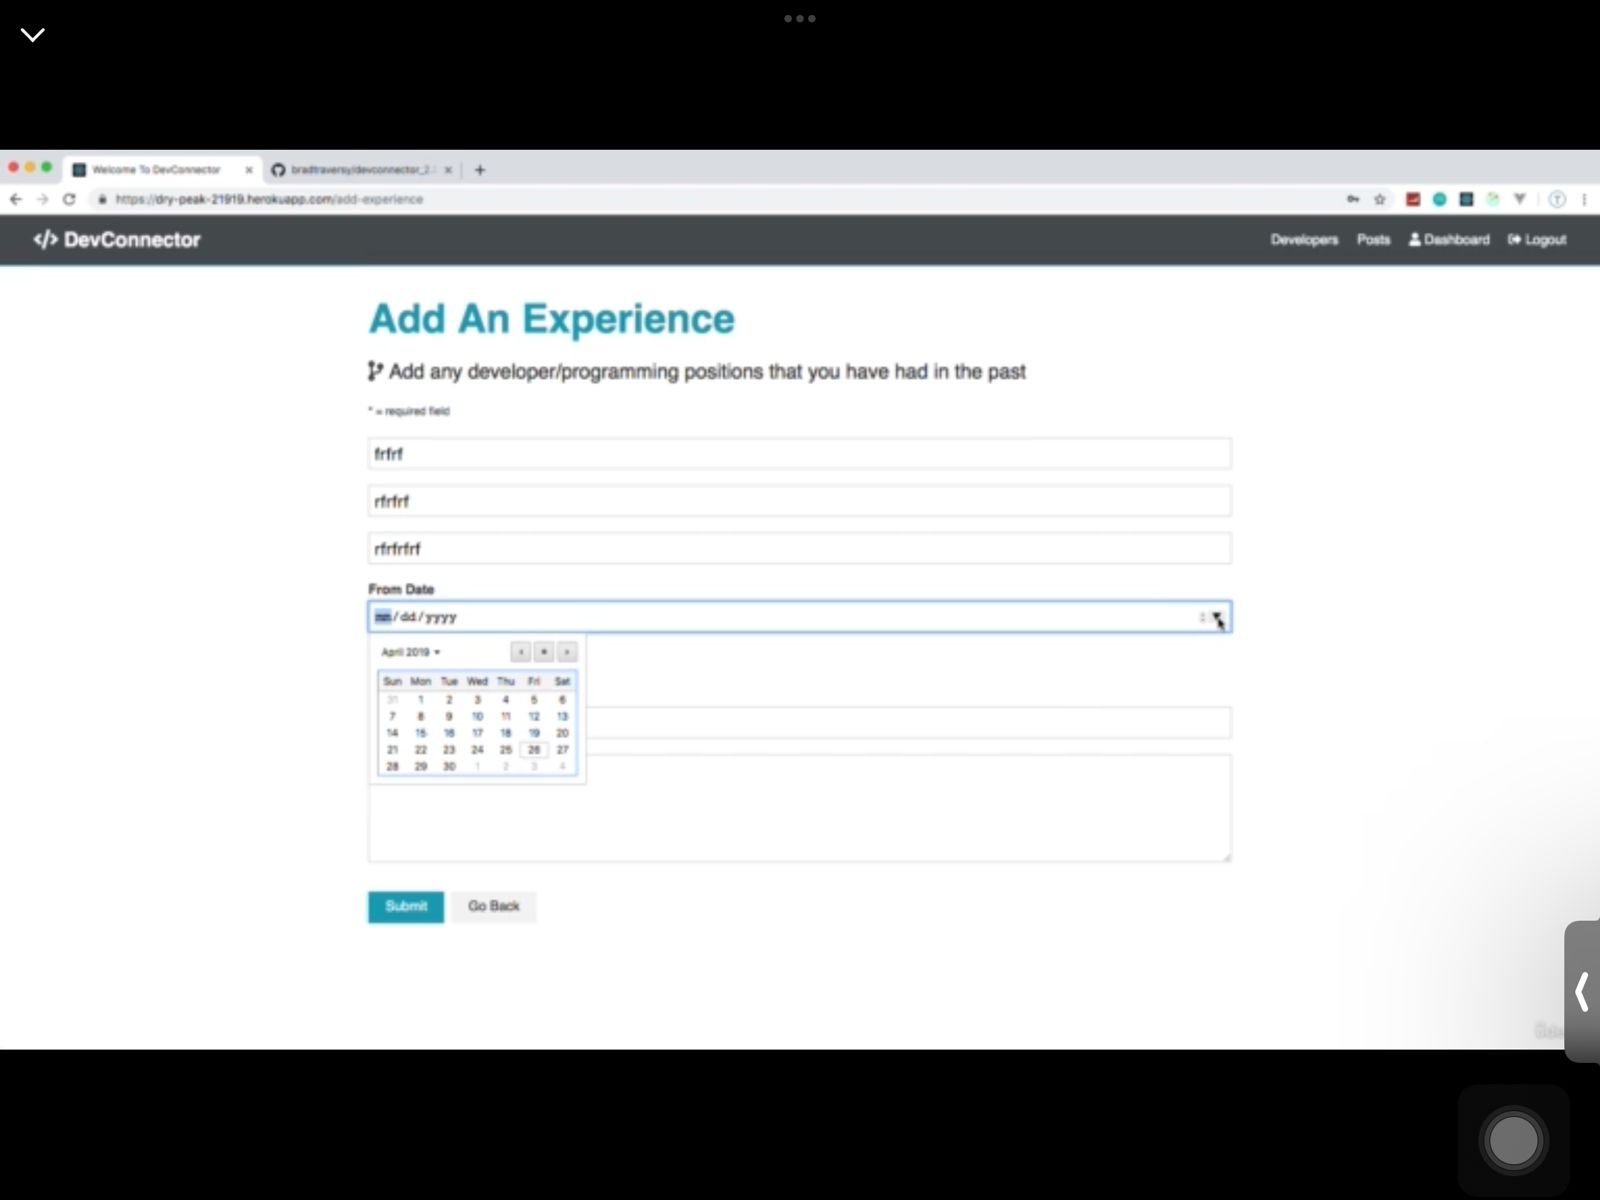 Welcome To DevConnector
bradtraversy/devconnector_2.
https://dry-peak-21919.herokuapp.com/add-experience
</> DevConnector
Developers Posts Dashboard Logout
Add An Experience
Add any developer/programming positions that you have had in the past
* = required field
frfrf
rfrfrf
rfrfrfrf
From Date
mm/dd/yyyy
April 2019
Sun Mon Tue Wed Thu Fri Sat
31 1 2 3 4 5 6
7 8 9 10 11 12 13
14 15 16 17 18 19 20
21 22 23 24 25 26 27
28 29 30 1 2 3 4
Submit Go Back